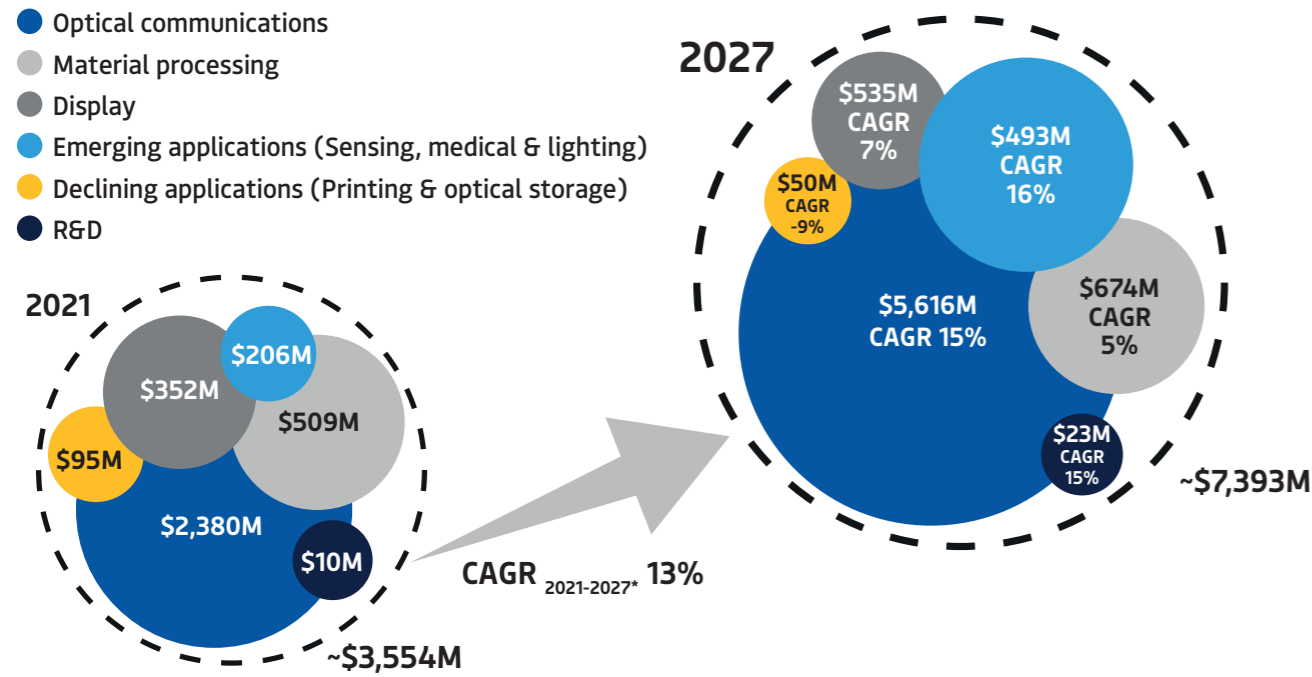 Optical communications
Material processing
Display
Emerging applications (Sensing, medical & lighting)
Declining applications (Printing & optical storage)
R&D
2021
$206M
$352M
$509M
$95M
$2,380M
$10M
~$3,554M
CAGR 2021-2027* 13%
2027
$535M
CAGR
7%
$493M
CAGR
16%
$50M
CAGR
-9%
$5,616M
CAGR 15%
$674M
CAGR
5%
$23M
CAGR
15%
~$7,393M